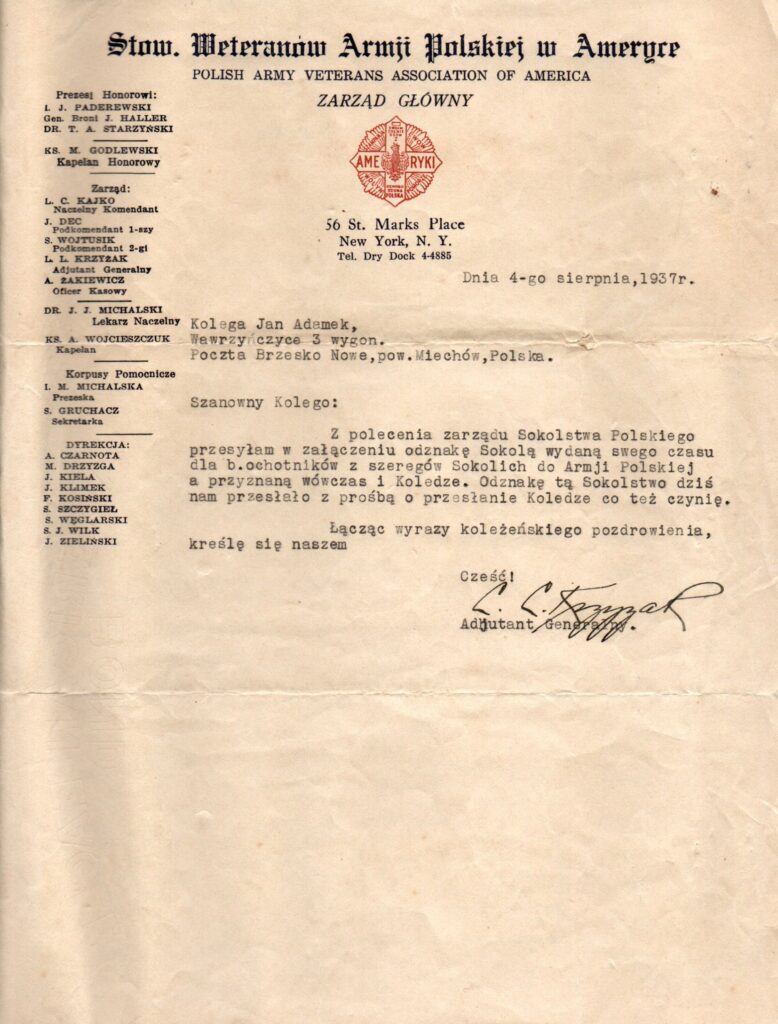 Stow. Weteranów Armji Polskiej w Ameryce
POLISH ARMY VETERANS ASSOCIATION OF AMERICA
ZARZĄD GŁÓWNY
AMERYKI
56 St. Marks Place
New York, N. Y.
Tel. Dry Dock 4-4885
Prezesi Honorowi:
I. J. PADEREWSKI
Gen. Broni J. HALLER
DR. T. A. STARZYŃSKI
KS. M. GODLEWSKI
Kapelan Honorowy
Zarząd:
L. C. KAJKO
Naczelny Komendant
J. DEC
Podkomendant 1-szy
S. WOJTUSIK
Podkomendant 2-gi
L. L. KRZYŻAK
Adjutant Generalny
A. ŻAKIEWICZ
Oficer Kasowy
DR. J. J. MICHALSKI
Lekarz Naczelny
KS. A. WOJCIESZCZUK
Kapelan
Korpusy Pomocnicze
I. M. MICHALSKA
Prezeska
S. GRUCHACZ
Sekretarka
DYREKCJA:
A. CZARNOTA
M. DRZYZGA
J. KIELA
J. KLIMEK
F. KOSIŃSKI
S. SZCZYGIEŁ
S. WĘGLARSKI
S. J. WILK
J. ZIELIŃSKI
Dnia 4-go sierpnia,1937r.
Kolega Jan Adamek,
Wawrzyńczyce 3 wygon.
Poczta Brzesko Nowe,pow.Miechów,Polska.
Szanowny Kolego:
Z polecenia zarządu Sokolstwa Polskiego
przesyłam w załączeniu odznakę Sokolą wydaną swego czasu
dla b.ochotników z szeregów Sokolich do Armji Polskiej
a przyznaną wówczas i Koledze. Odznakę tą Sokolstwo dziś
nam przesłało z prośbą o przesłanie Koledze co też czynię.
Łącząc wyrazy koleżeńskiego pozdrowienia,
kreślę się naszem
Cześć!
Adjutant Generalny.